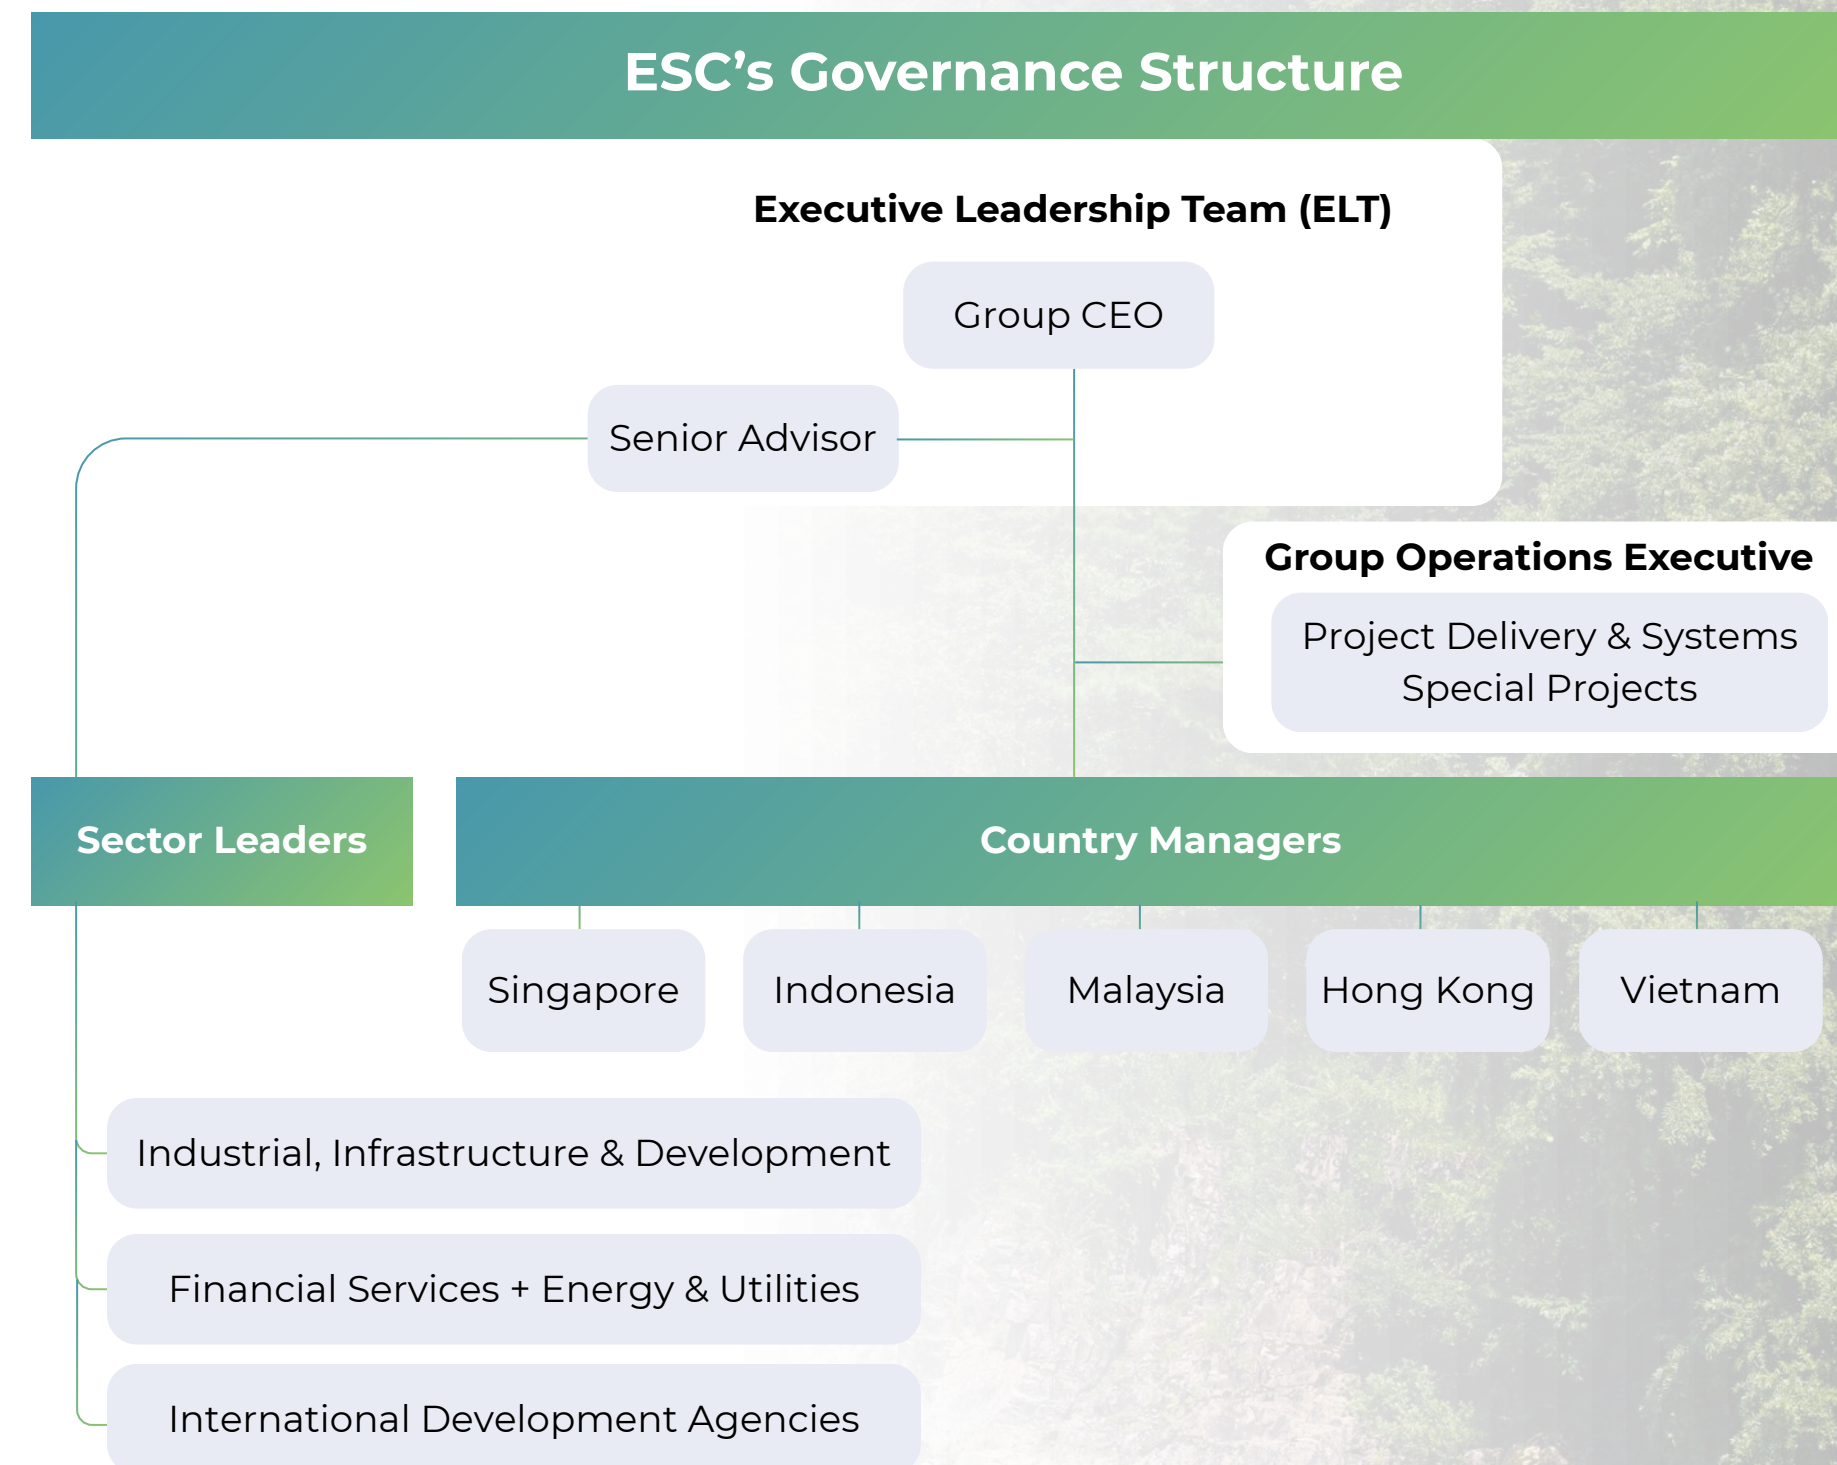 ESC’s Governance Structure
Executive Leadership Team (ELT)
Group CEO
Senior Advisor
Group Operations Executive
Project Delivery & Systems
Special Projects
Sector Leaders
Country Managers
Singapore
Indonesia
Malaysia
Hong Kong
Vietnam
Industrial, Infrastructure & Development
Financial Services + Energy & Utilities
International Development Agencies